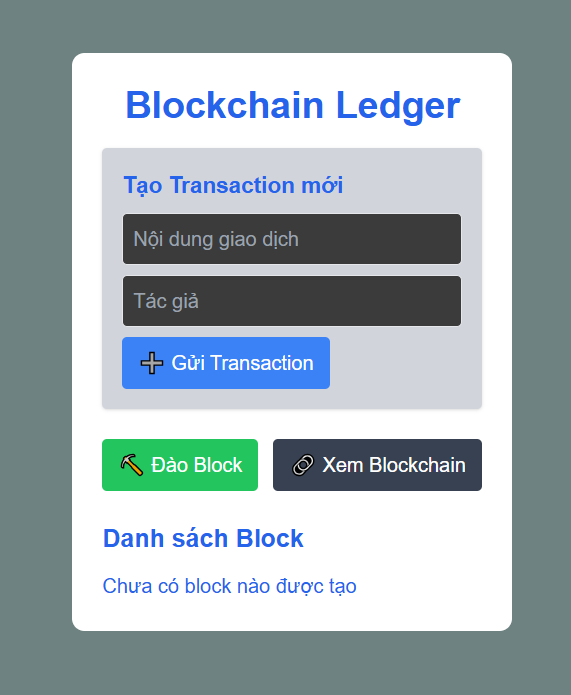 Blockchain Ledger
Tạo Transaction mới
Nội dung giao dịch
Tác giả
Gửi Transaction
Đào Block
Xem Blockchain
Danh sách Block
Chưa có block nào được tạo